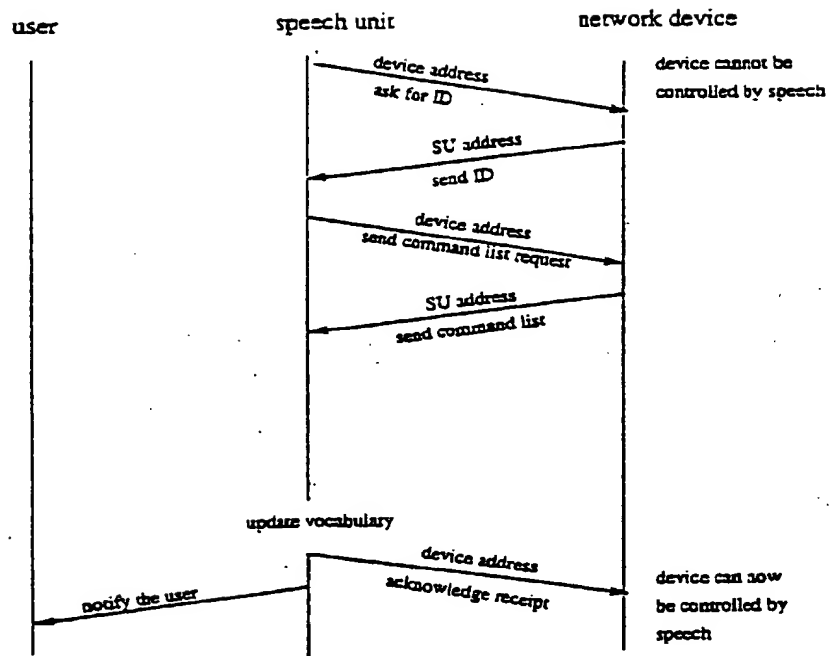 user
speech unit
network device
device address
ask for ID
device cannot be
controlled by speech
SU address
send ID
device address
send command list request
SU address
send command list
update vocabulary
device address
acknowledge receipt
notify the user
device can now
be controlled by
speech